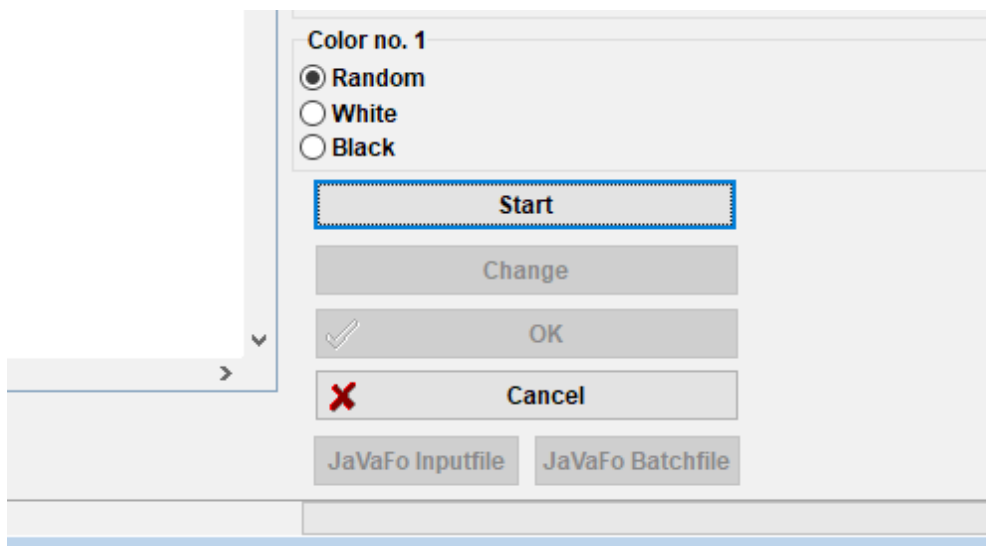 Color no. 1
Random
White
Black
Start
Change
OK
Cancel
JaVaFo Inputfile JaVaFo Batchfile